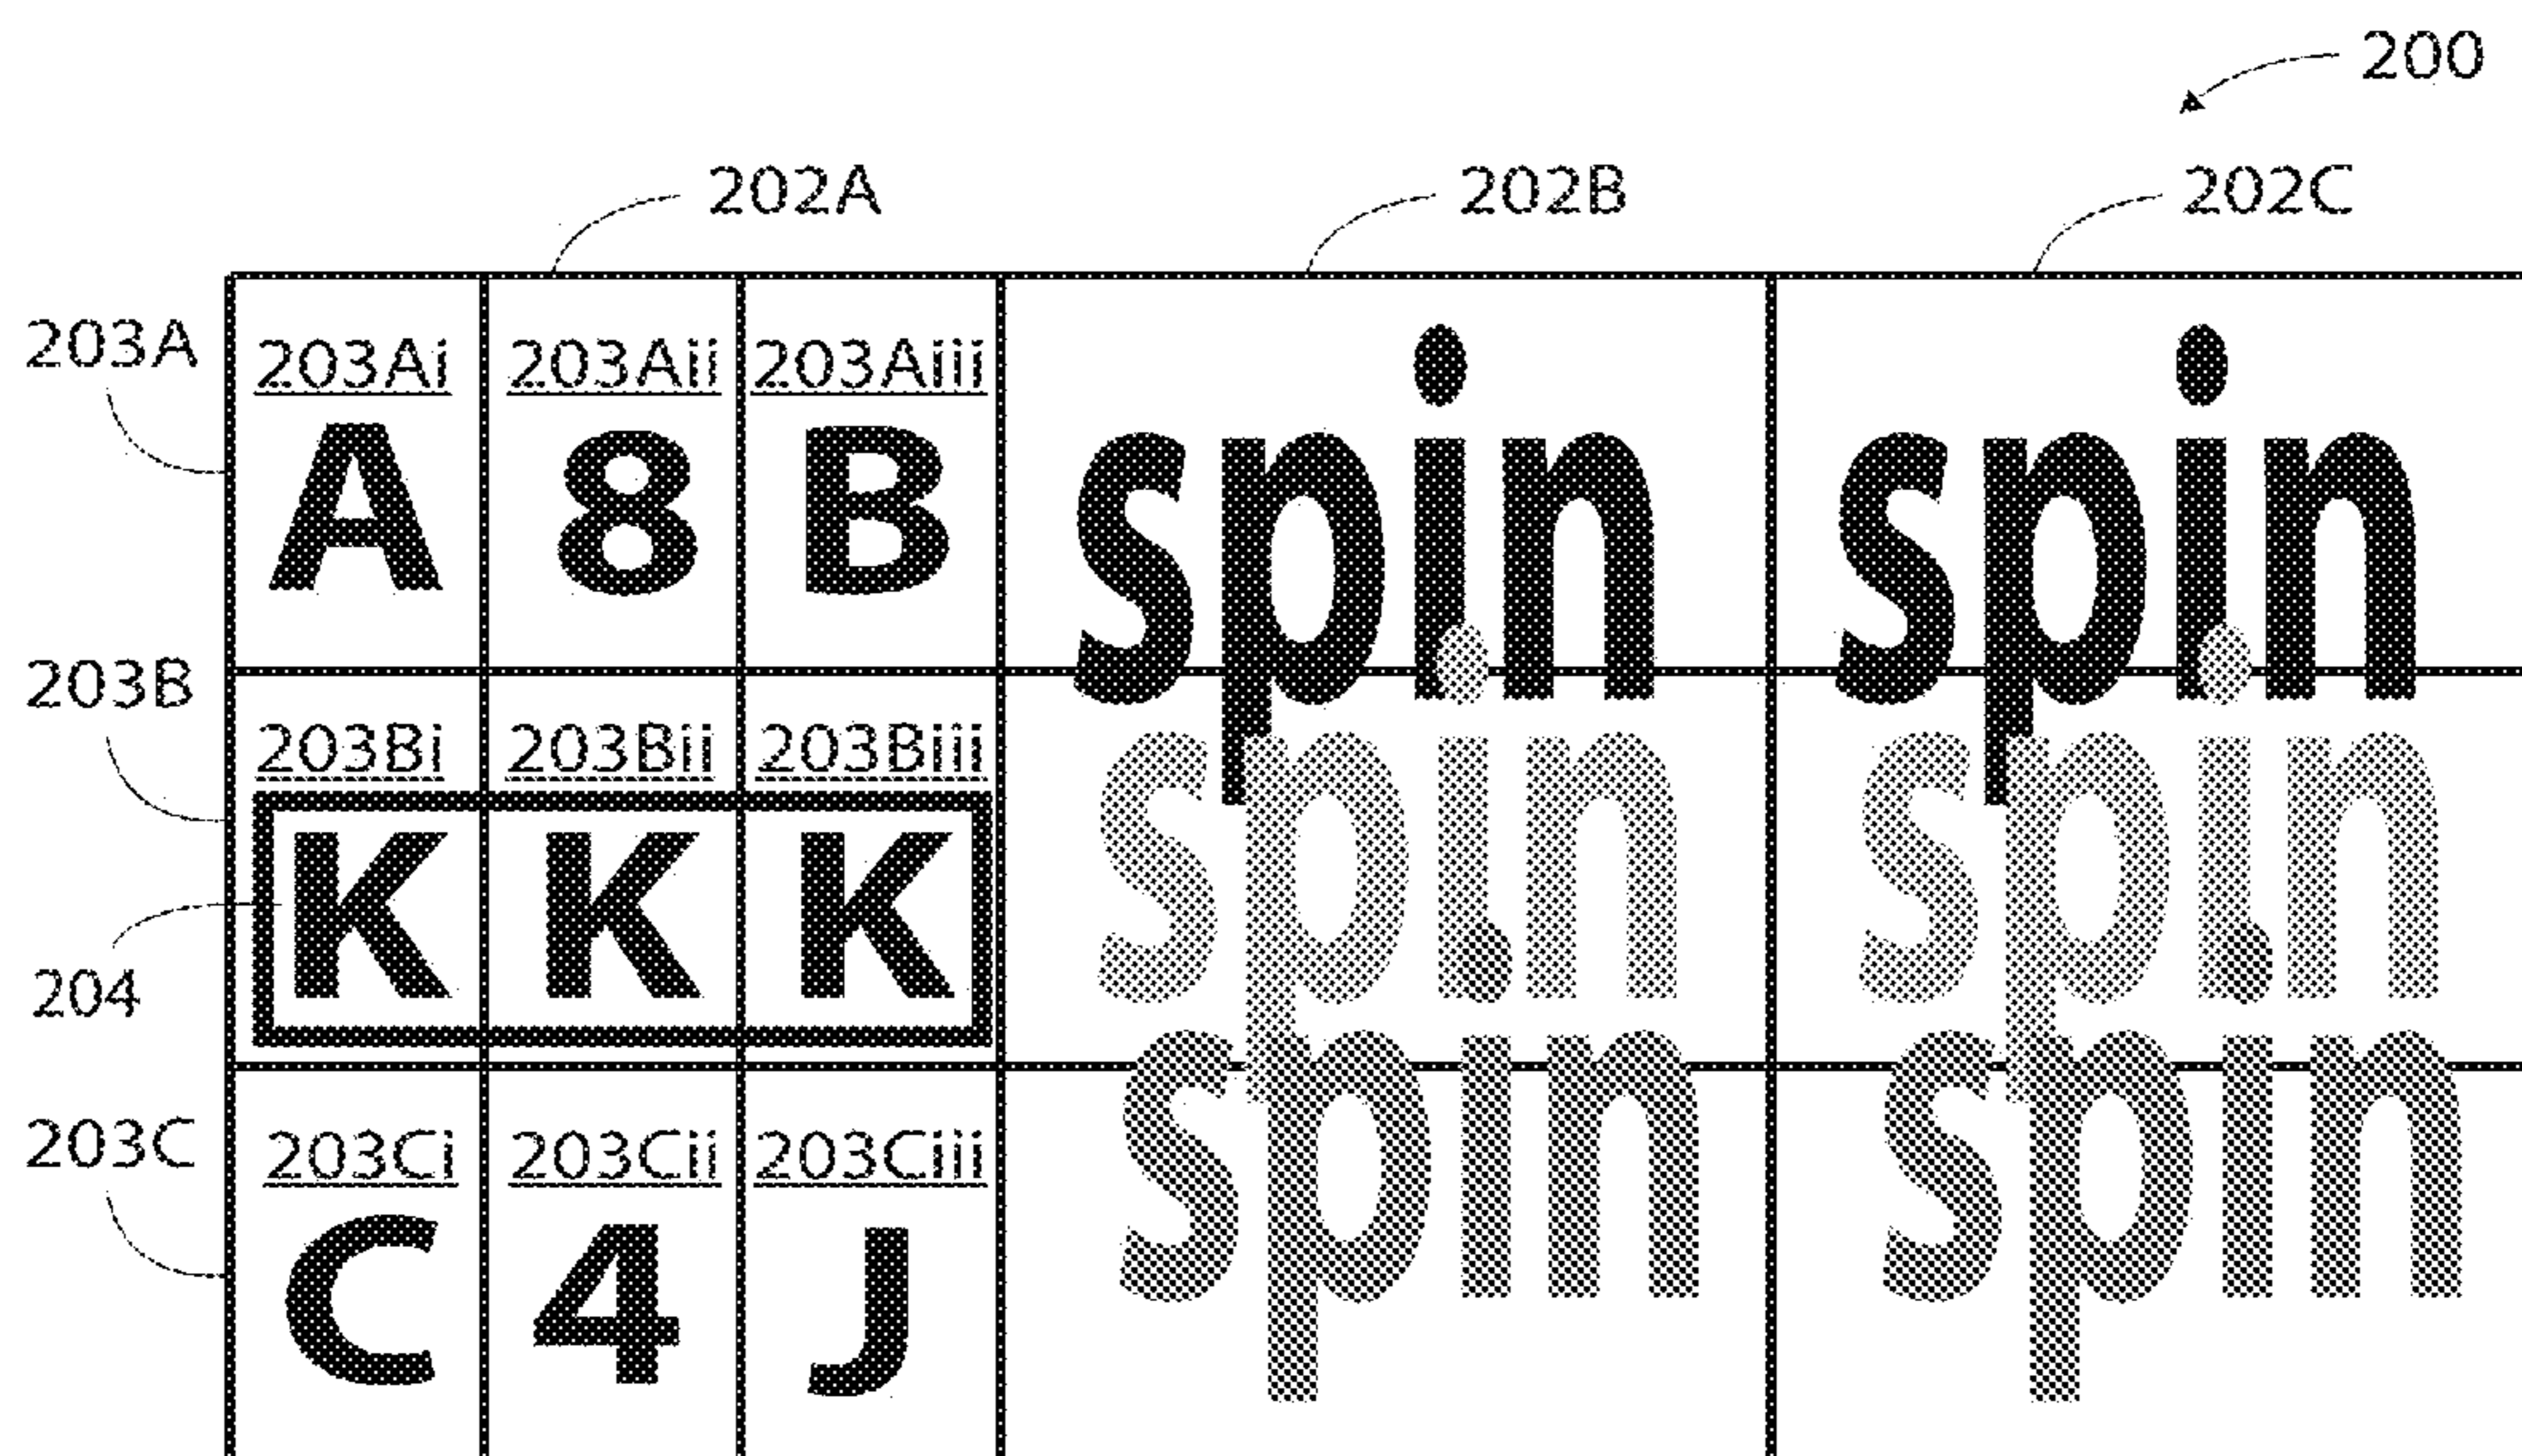 200
202A 202B 202C
203A
203Ai 203Aii 203Aiii
A 8 B
spin spin
203B
203Bi 203Bii 203Biii
K K K
spin spin
204
spin spin
203C
203Ci 203Cii 203Ciii
C 4 J